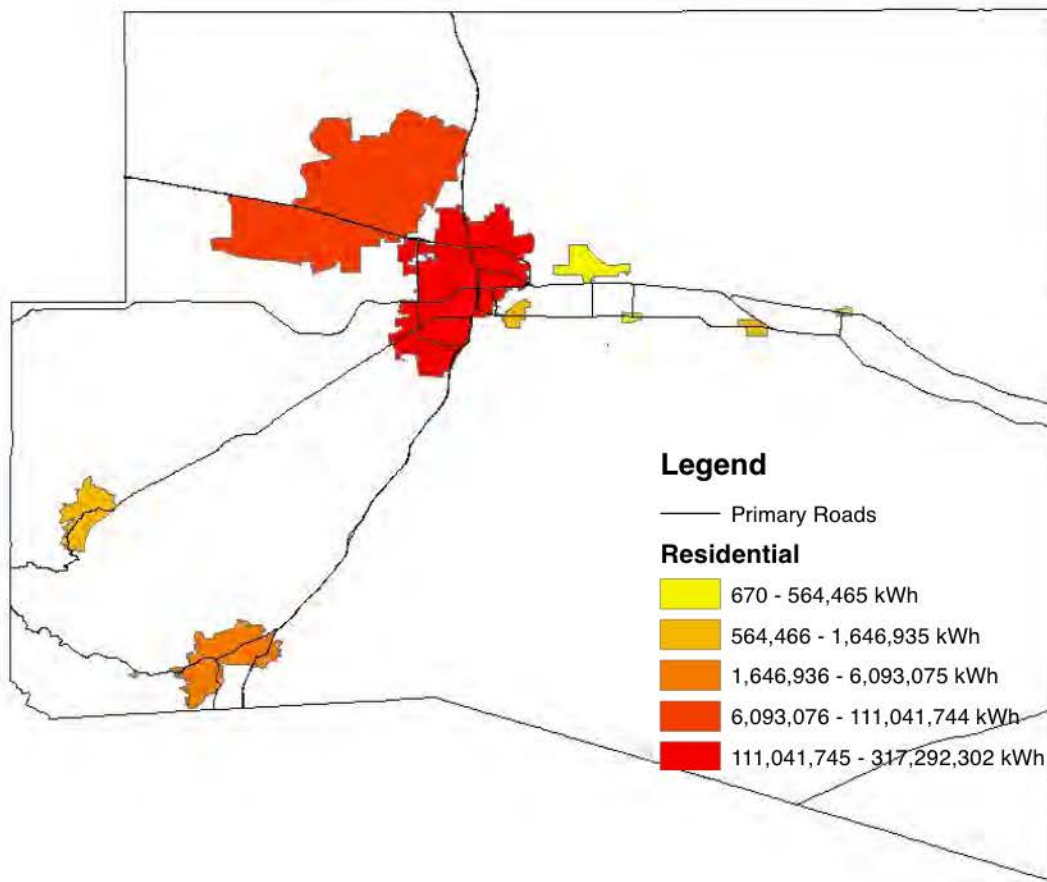 Legend
Primary Roads
Residential
670 - 564,465 kWh
564,466 - 1,646,935 kWh
1,646,936 - 6,093,075 kWh
6,093,076 - 111,041,744 kWh
111,041,745 - 317,292,302 kWh